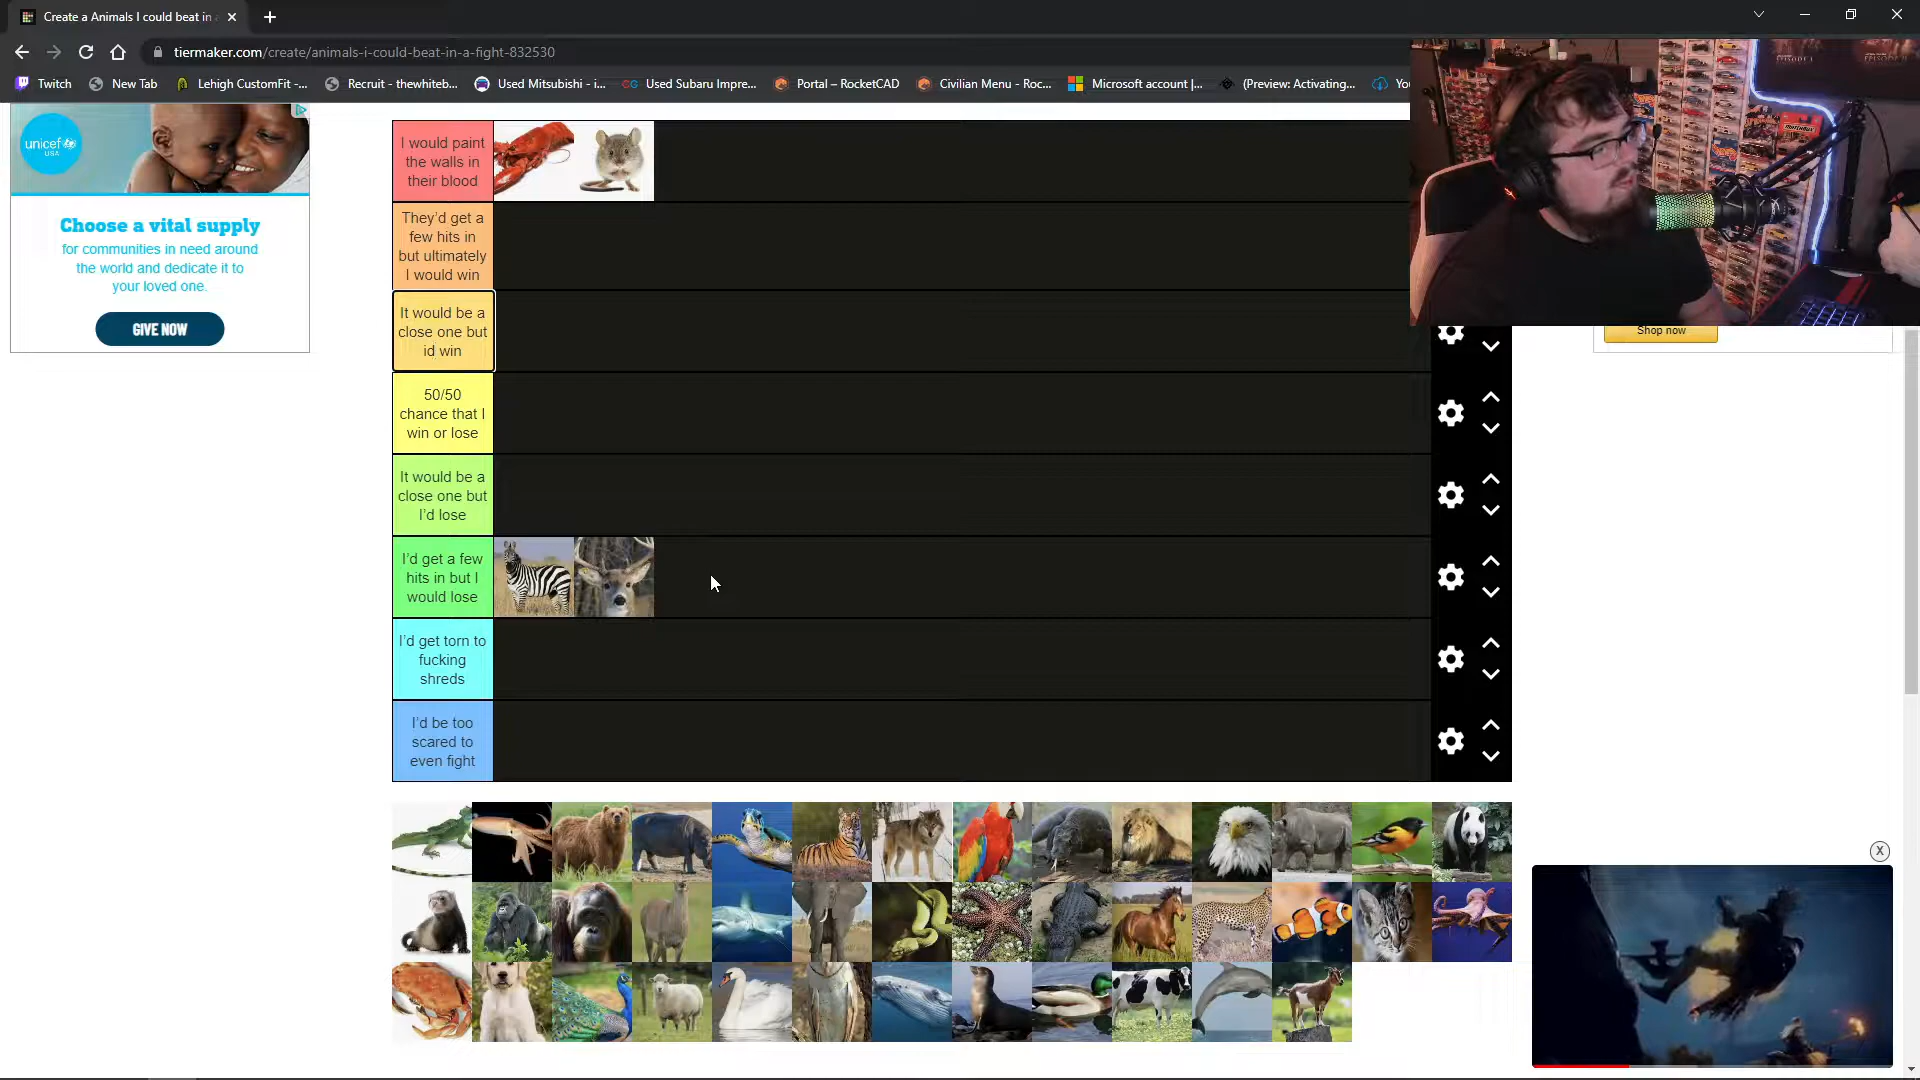 Create a Animals I could beat in
tiermaker.com/create/animals-i-could-beat-in-a-fight-832530
Twitch
New Tab
Lehigh CustomFit -...
Recruit - thewhiteb...
Used Mitsubishi - i...
CG
Used Subaru Impre...
Portal – RocketCAD
Civilian Menu - Roc...
Microsoft account |...
(Preview: Activating...
You
unicef
USA
Choose a vital supply
for communities in need around
the world and dedicate it to
your loved one.
GIVE NOW
I would paint
the walls in
their blood
They'd get a
few hits in
but ultimately
I would win
It would be a
close one but
id win
50/50
chance that I
win or lose
It would be a
close one but
I'd lose
I'd get a few
hits in but I
would lose
I'd get torn to
fucking
shreds
I'd be too
scared to
even fight
Shop now
EPISODE I
EPISODE II
MATCHBOX
X